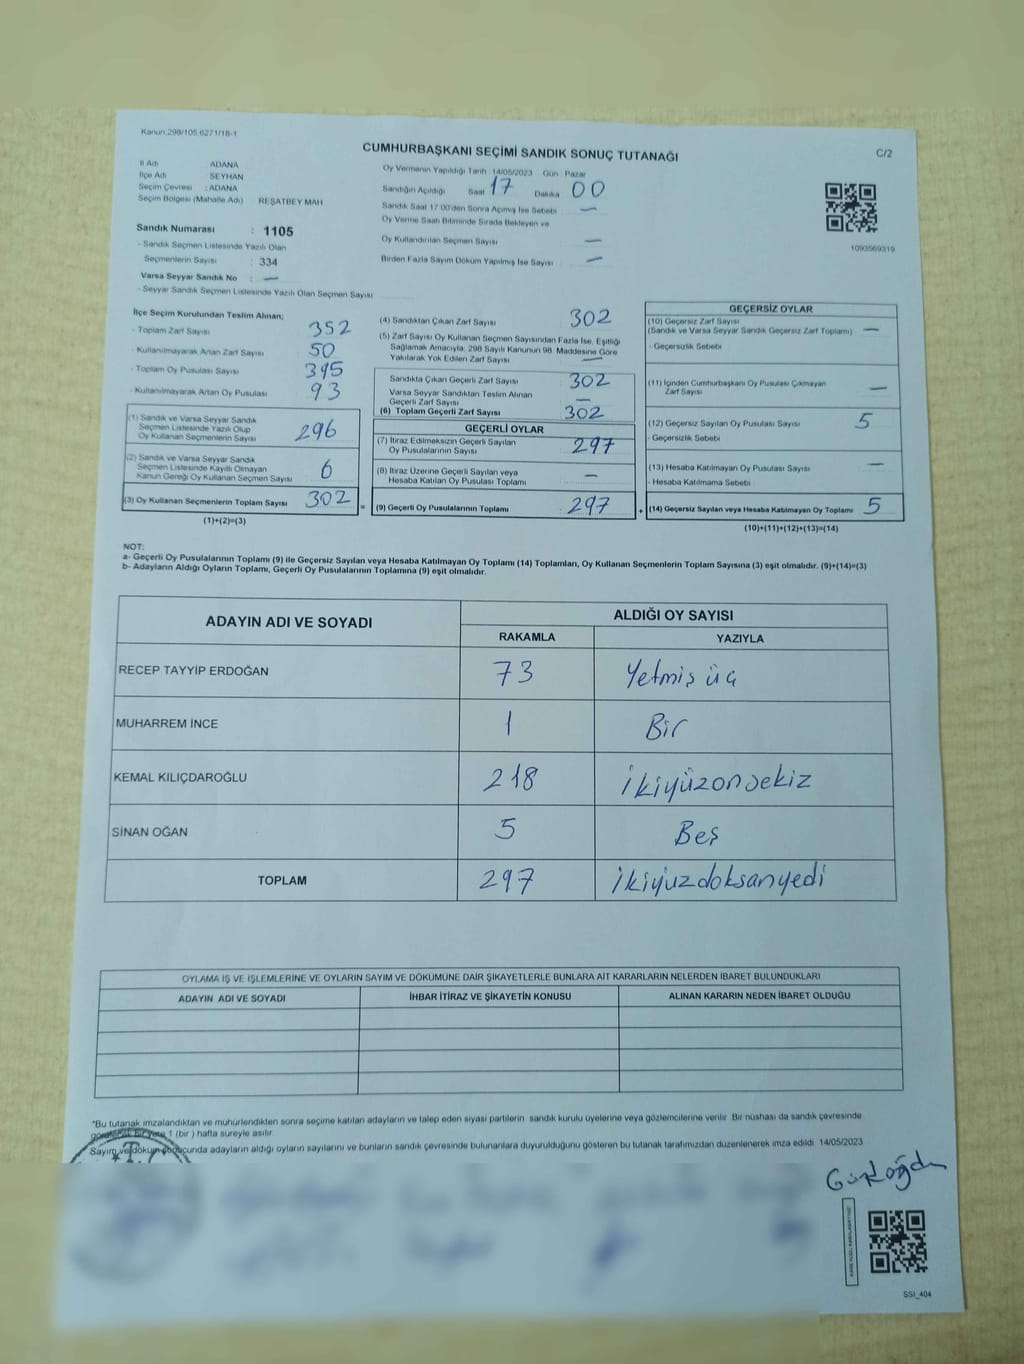 Kanun:298/105.6271/18-1
CUMHURBAŞKANI SEÇİMİ SANDIK SONUÇ TUTANAĞI
C/2
İl Adı ADANA
İlçe Adı SEYHAN
Seçim Çevresi : ADANA
Seçim Bölgesi (Mahalle Adı) REŞATBEY MAH
Oy Vermenin Yapıldığı Tarih 14/05/2023 Gün Pazar
Sandığın Açıldığı Saat 17 Dakika 00
Sandık Saat 17:00'den Sonra Açılmış İse Sebebi —
Oy Verme Saati Bitiminde Sırada Bekleyen ve
Oy Kullandırılan Seçmen Sayısı —
Birden Fazla Sayım Döküm Yapılmış İse Sayısı —
1093569319
Sandık Numarası : 1105
- Sandık Seçmen Listesinde Yazılı Olan
Seçmenlerin Sayısı : 334
Varsa Seyyar Sandık No : —
- Seyyar Sandık Seçmen Listesinde Yazılı Olan Seçmen Sayısı
İlçe Seçim Kurulundan Teslim Alınan;
- Toplam Zarf Sayısı 352
- Kullanılmayarak Artan Zarf Sayısı 50
- Toplam Oy Pusulası Sayısı 395
- Kullanılmayarak Artan Oy Pusulası 93
(1) Sandık ve Varsa Seyyar Sandık
Seçmen Listesinde Yazılı Olup
Oy Kullanan Seçmenlerin Sayısı 296
(2) Sandık ve Varsa Seyyar Sandık
Seçmen Listesinde Kayıtlı Olmayan
Kanun Gereği Oy Kullanan Seçmen Sayısı 6
(3) Oy Kullanan Seçmenlerin Toplam Sayısı 302 =
(1)+(2)=(3)
(4) Sandıktan Çıkan Zarf Sayısı 302
(5) Zarf Sayısı Oy Kullanan Seçmen Sayısından Fazla İse, Eşitliği
Sağlamak Amacıyla; 298 Sayılı Kanunun 98. Maddesine Göre
Yakılarak Yok Edilen Zarf Sayısı —
Sandıkta Çıkan Geçerli Zarf Sayısı 302
Varsa Seyyar Sandıktan Teslim Alınan
Geçerli Zarf Sayısı —
(6) Toplam Geçerli Zarf Sayısı 302
GEÇERLİ OYLAR
(7) İtiraz Edilmeksizin Geçerli Sayılan
Oy Pusulalarının Sayısı 297
(8) İtiraz Üzerine Geçerli Sayılan veya
Hesaba Katılan Oy Pusulası Toplamı —
(9) Geçerli Oy Pusulalarının Toplamı 297 +
GEÇERSİZ OYLAR
(10) Geçersiz Zarf Sayısı
(Sandık ve Varsa Seyyar Sandık Geçersiz Zarf Toplamı) —
- Geçersizlik Sebebi
(11) İçinden Cumhurbaşkanı Oy Pusulası Çıkmayan
Zarf Sayısı —
(12) Geçersiz Sayılan Oy Pusulası Sayısı 5
- Geçersizlik Sebebi
(13) Hesaba Katılmayan Oy Pusulası Sayısı —
- Hesaba Katılmama Sebebi
(14) Geçersiz Sayılan veya Hesaba Katılmayan Oy Toplamı 5
(10)+(11)+(12)+(13)=(14)
NOT:
a- Geçerli Oy Pusulalarının Toplamı (9) ile Geçersiz Sayılan veya Hesaba Katılmayan Oy Toplamı (14) Toplamları, Oy Kullanan Seçmenlerin Toplam Sayısına (3) eşit olmalıdır. (9)+(14)=(3)
b- Adayların Aldığı Oyların Toplamı, Geçerli Oy Pusulalarının Toplamına (9) eşit olmalıdır.
ADAYIN ADI VE SOYADI ALDIĞI OY SAYISI
RAKAMLA YAZIYLA
RECEP TAYYİP ERDOĞAN 73 Yetmiş üç
MUHARREM İNCE 1 Bir
KEMAL KILIÇDAROĞLU 218 İkiyüzonsekiz
SİNAN OĞAN 5 Beş
TOPLAM 297 İkiyüzdoksanyedi
OYLAMA İŞ VE İŞLEMLERİNE VE OYLARIN SAYIM VE DÖKÜMÜNE DAİR ŞİKAYETLERLE BUNLARA AİT KARARLARIN NELERDEN İBARET BULUNDUKLARI
ADAYIN ADI VE SOYADI İHBAR İTİRAZ VE ŞİKAYETİN KONUSU ALINAN KARARIN NEDEN İBARET OLDUĞU
"Bu tutanak imzalandıktan ve mühürlendikten sonra seçime katılan adayların ve talep eden siyasi partilerin sandık kurulu üyelerine veya gözlemcilerine verilir. Bir nüshası da sandık çevresinde
1 (bir) hafta süreyle asılır.
Sayım ve döküm sonucunda adayların aldığı oyların sayılarını ve bunların sandık çevresinde bulunanlara duyurulduğunu gösteren bu tutanak tarafımızdan düzenlenerek imza edildi. 14/05/2023
SSI_404